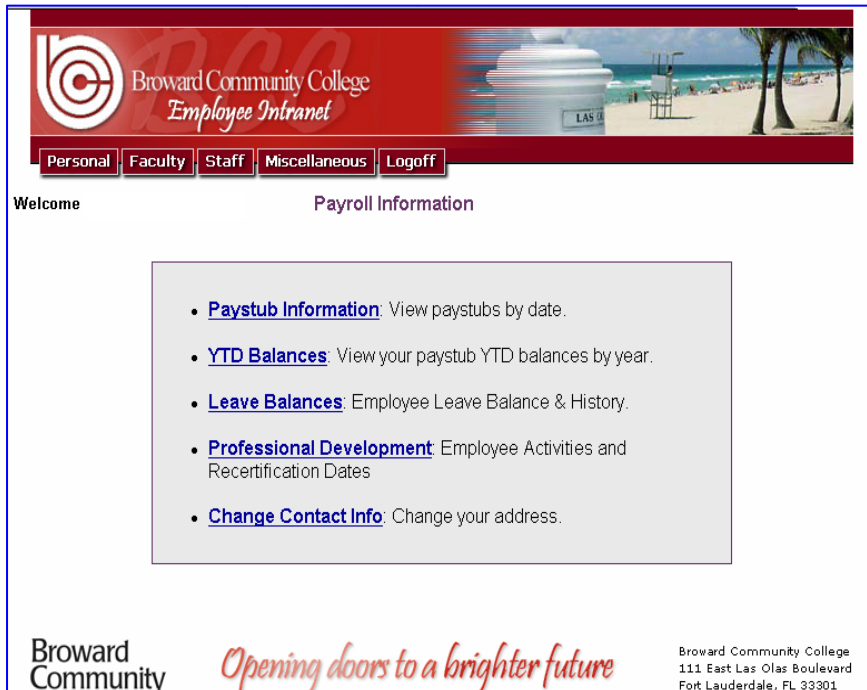 BCC
Broward Community College
Employee Intranet
LAS O
Personal Faculty Staff Miscellaneous Logoff
Welcome
Payroll Information
• Paystub Information: View paystubs by date.
• YTD Balances: View your paystub YTD balances by year.
• Leave Balances: Employee Leave Balance & History.
• Professional Development: Employee Activities and
Recertification Dates
• Change Contact Info: Change your address.
Broward
Community
Opening doors to a brighter future
Broward Community College
111 East Las Olas Boulevard
Fort Lauderdale, FL 33301